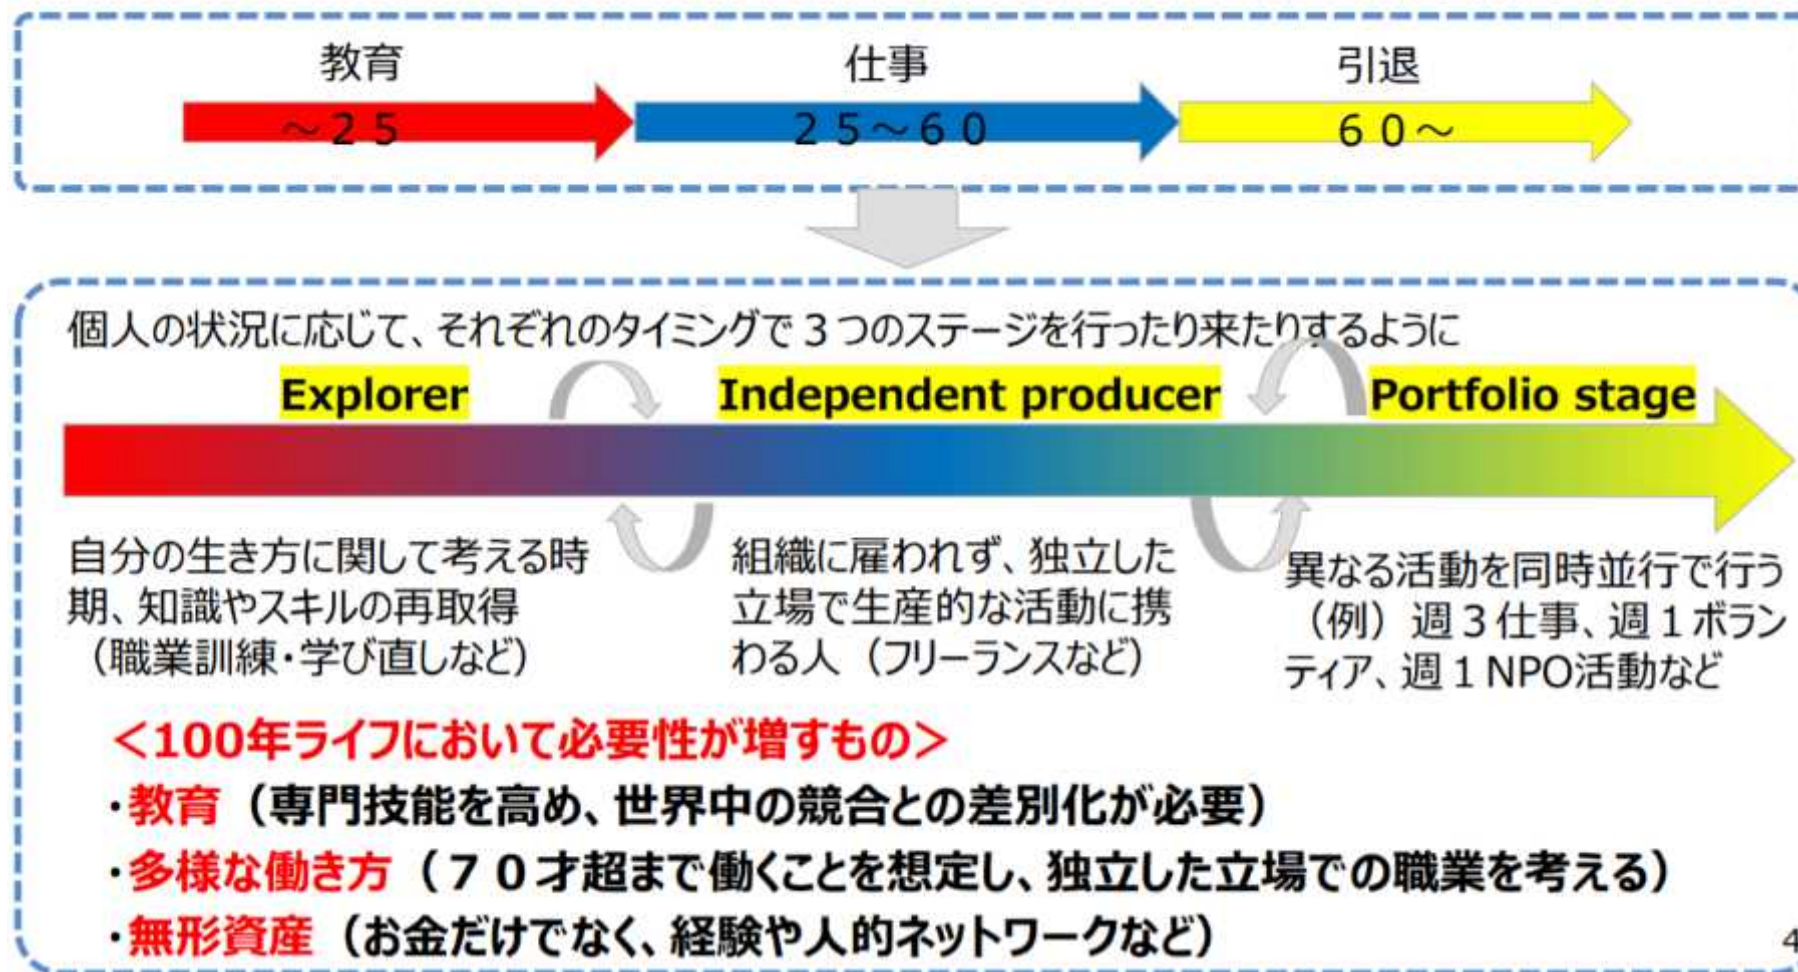 教育
仕事
引退
～２５
２５～６０
６０～
個人の状況に応じて、それぞれのタイミングで３つのステージを行ったり来たりするように
Explorer
Independent producer
Portfolio stage
自分の生き方に関して考える時
期、知識やスキルの再取得
（職業訓練・学び直しなど）
組織に雇われず、独立した
立場で生産的な活動に携
わる人（フリーランスなど）
異なる活動を同時並行で行う
（例）週３仕事、週１ボラン
ティア、週１NPO活動など
＜100年ライフにおいて必要性が増すもの＞
・教育（専門技能を高め、世界中の競合との差別化が必要）
・多様な働き方（７０才超まで働くことを想定し、独立した立場での職業を考える）
・無形資産（お金だけでなく、経験や人的ネットワークなど）
4